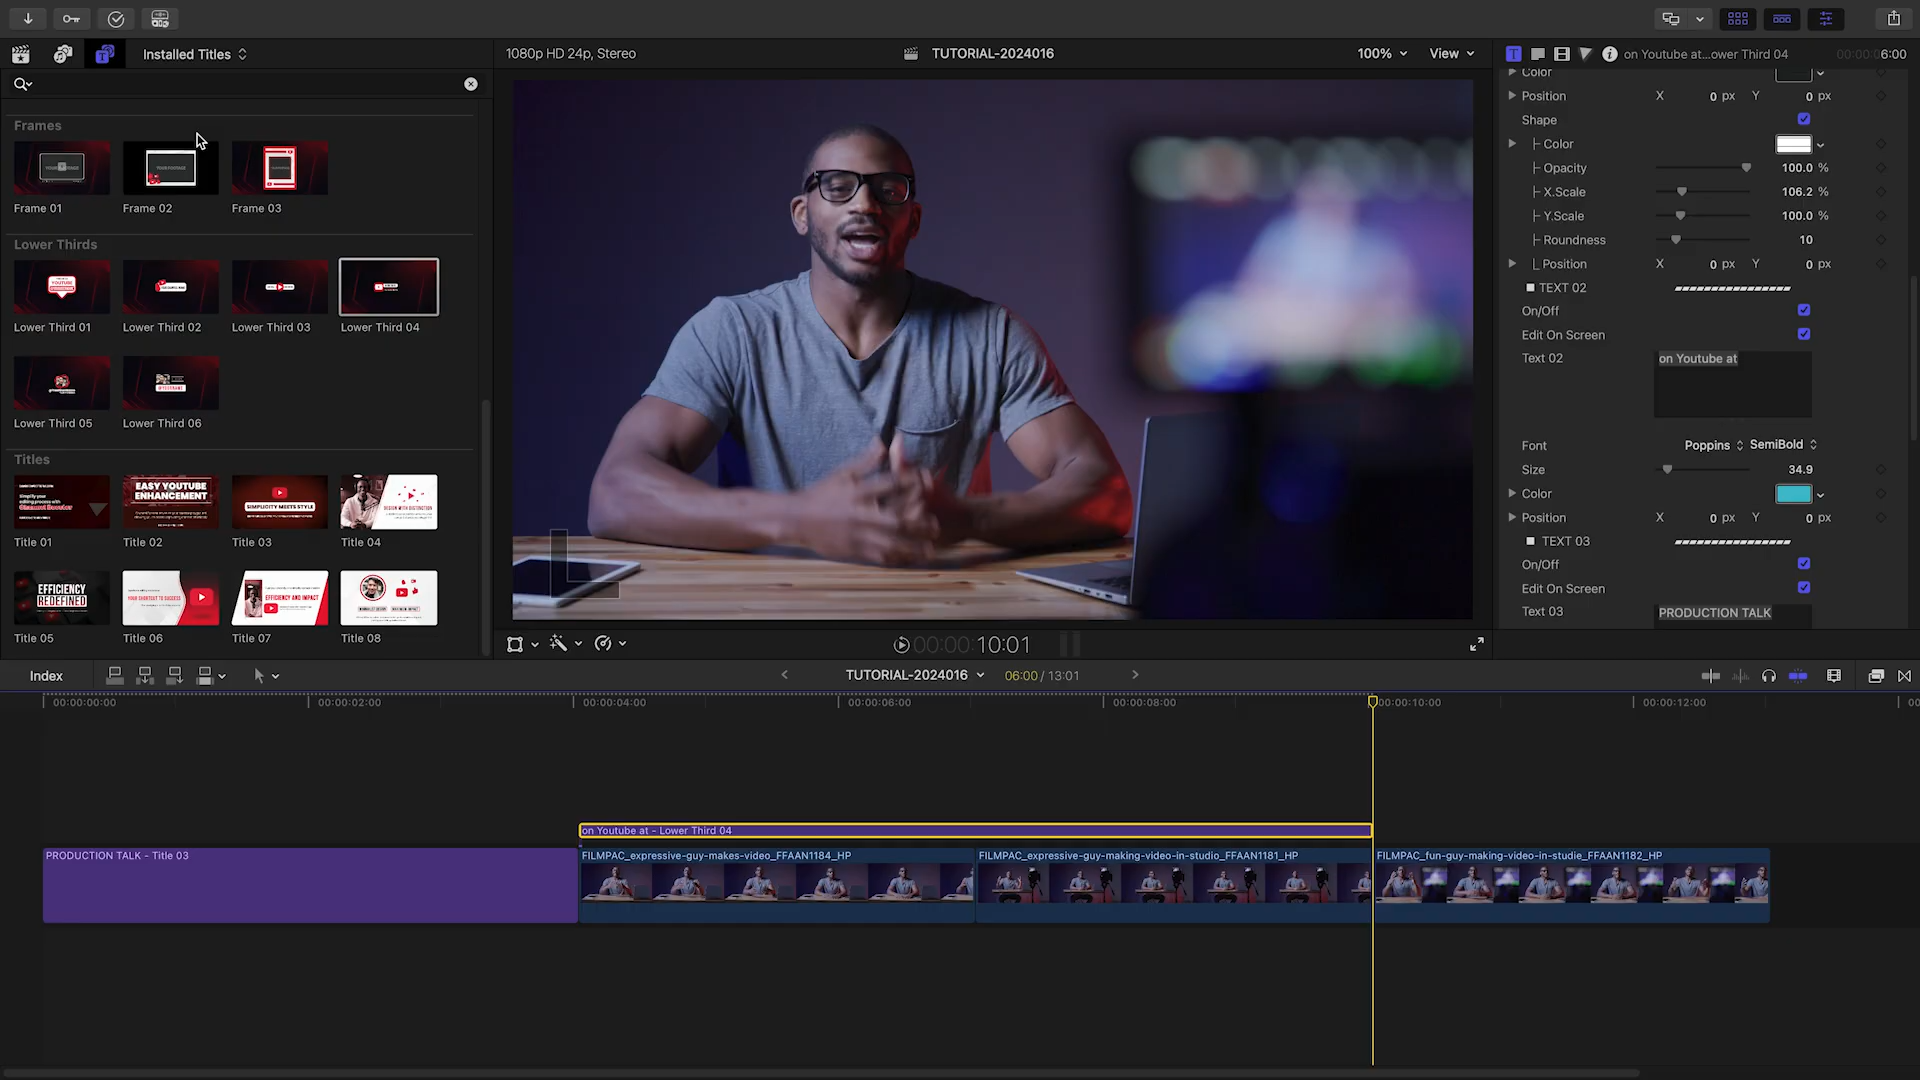 Installed Titles
1080p HD 24p, Stereo
TUTORIAL-2024016
100%
View
on Youtube at...ower Third 04
00:00:06:00
Frames
Frame 01
Frame 02
Frame 03
Lower Thirds
Lower Third 01
Lower Third 02
Lower Third 03
Lower Third 04
Lower Third 05
Lower Third 06
Titles
Title 01
EASY YOUTUBE
ENHANCEMENT
Title 02
SIMPLICITY MEETS STYLE
Title 03
DESIGN WITH DISTINCTION
Title 04
EFFICIENCY
REDEFINED
Title 05
YOUR SHORTCUT TO SUCCESS
Title 06
EFFICIENCY AND IMPACT
Title 07
Title 08
Color
Position X 0 px Y 0 px
Shape
Color
Opacity 100.0 %
X.Scale 106.2 %
Y.Scale 100.0 %
Roundness 10
Position X 0 px Y 0 px
TEXT 02
On/Off
Edit On Screen
Text 02 on Youtube at
Font Poppins SemiBold
Size 34.9
Color
Position X 0 px Y 0 px
TEXT 03
On/Off
Edit On Screen
Text 03 PRODUCTION TALK
00:00:10:01
Index
TUTORIAL-2024016
06:00 / 13:01
00:00:00:00
00:00:02:00
00:00:04:00
00:00:06:00
00:00:08:00
00:00:10:00
00:00:12:00
on Youtube at - Lower Third 04
PRODUCTION TALK - Title 03
FILMPAC_expressive-guy-makes-video_FFAAN1184_HP
FILMPAC_expressive-guy-making-video-in-studio_FFAAN1181_HP
FILMPAC_fun-guy-making-video-in-studie_FFAAN1182_HP